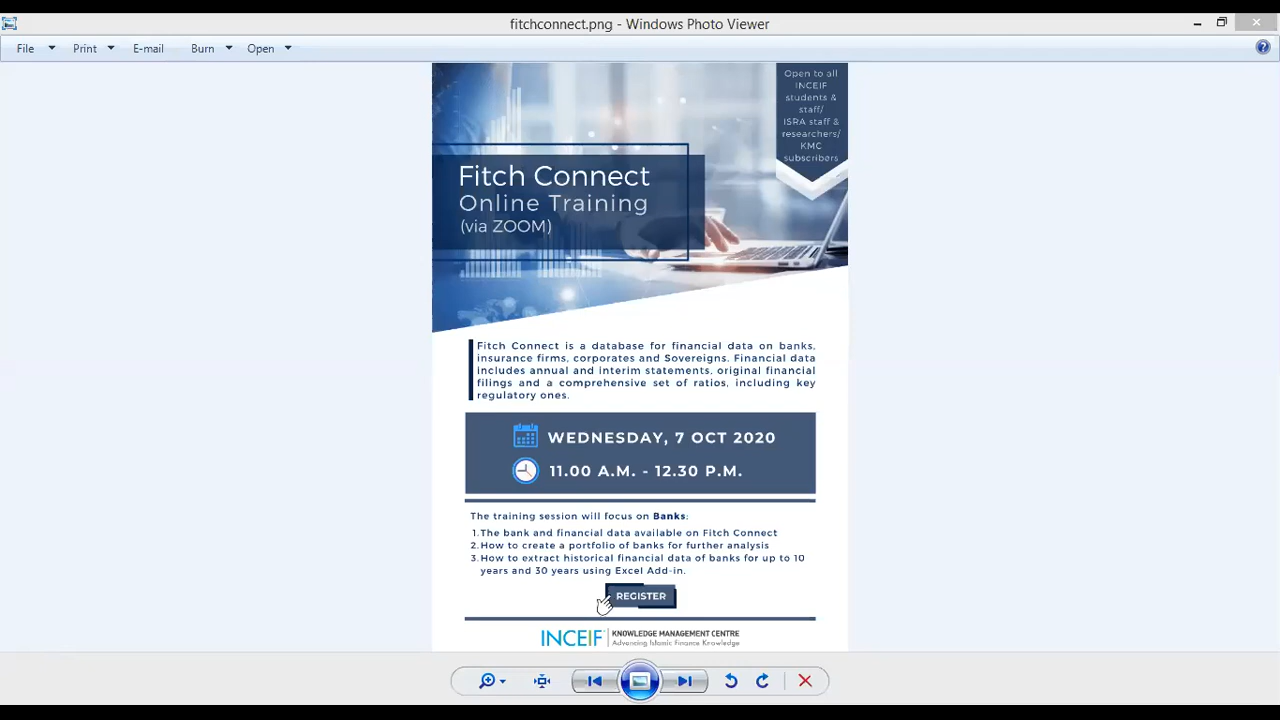 fitchconnect.png - Windows Photo Viewer
File Print E-mail Burn Open
Open to all
INCEIF
students &
staff/
ISRA staff &
researchers/
KMC
subscribers
Fitch Connect
Online Training
(via ZOOM)
Fitch Connect is a database for financial data on banks,
insurance firms, corporates and Sovereigns. Financial data
includes annual and interim statements, original financial
filings and a comprehensive set of ratios, including key
regulatory ones.
WEDNESDAY, 7 OCT 2020
11.00 A.M. - 12.30 P.M.
The training session will focus on Banks:
1. The bank and financial data available on Fitch Connect
2. How to create a portfolio of banks for further analysis
3. How to extract historical financial data of banks for up to 10
years and 30 years using Excel Add-in.
REGISTER
INCEIF KNOWLEDGE MANAGEMENT CENTRE
Advancing Islamic Finance Knowledge